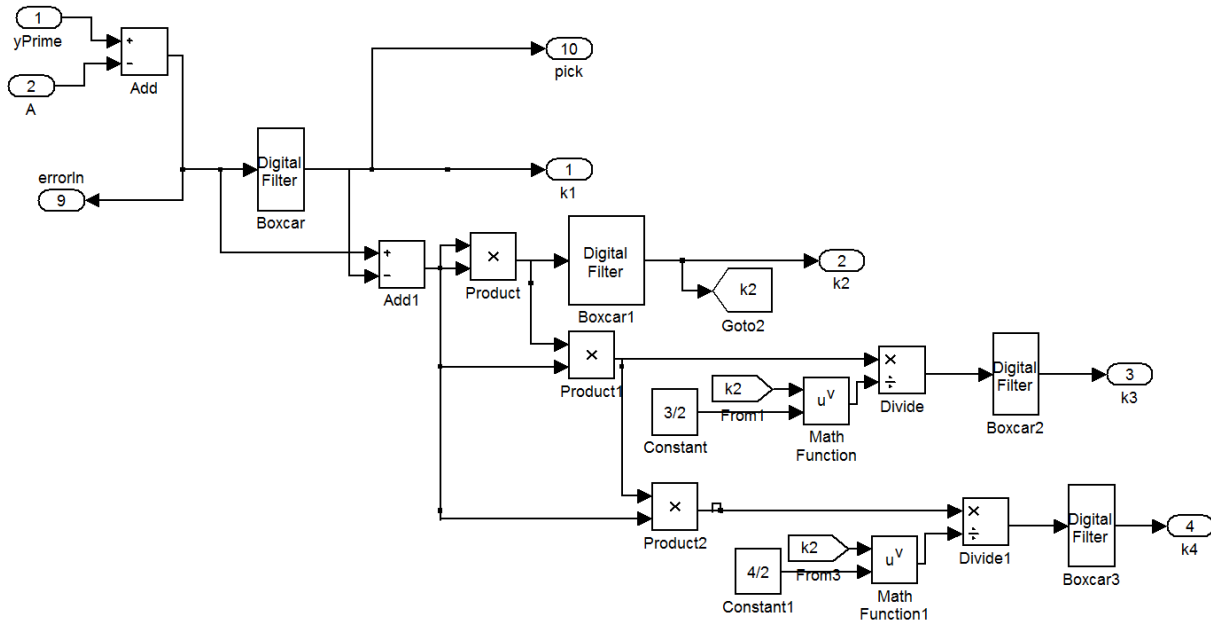 1
yPrime
+
−
Add
2
A
10
pick
errorIn
9
Digital
Filter
Boxcar
1
k1
+
−
Add1
×
Product
Digital
Filter
Boxcar1
2
k2
k2
Goto2
×
Product1
k2
From1
3/2
Constant
u^v
Math
Function
×
÷
Divide
Digital
Filter
Boxcar2
3
k3
×
Product2
k2
From3
4/2
Constant1
u^v
Math
Function1
×
÷
Divide1
Digital
Filter
Boxcar3
4
k4